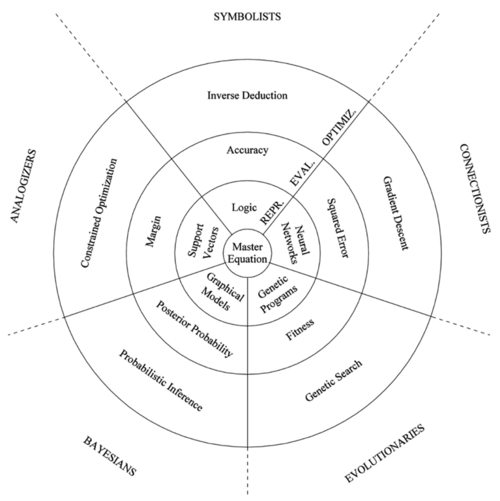 SYMBOLISTS
Inverse Deduction
OPTIMIZ.
Accuracy
EVAL.
Logic
REPR.
ANALOGIZERS
Constrained Optimization
Margin
Support
Vectors
Master
Equation
Neural
Networks
Squared Error
Gradient Descent
CONNECTIONISTS
Graphical
Models
Genetic
Programs
Posterior Probability
Fitness
Probabilistic Inference
Genetic Search
BAYESIANS
EVOLUTIONARIES